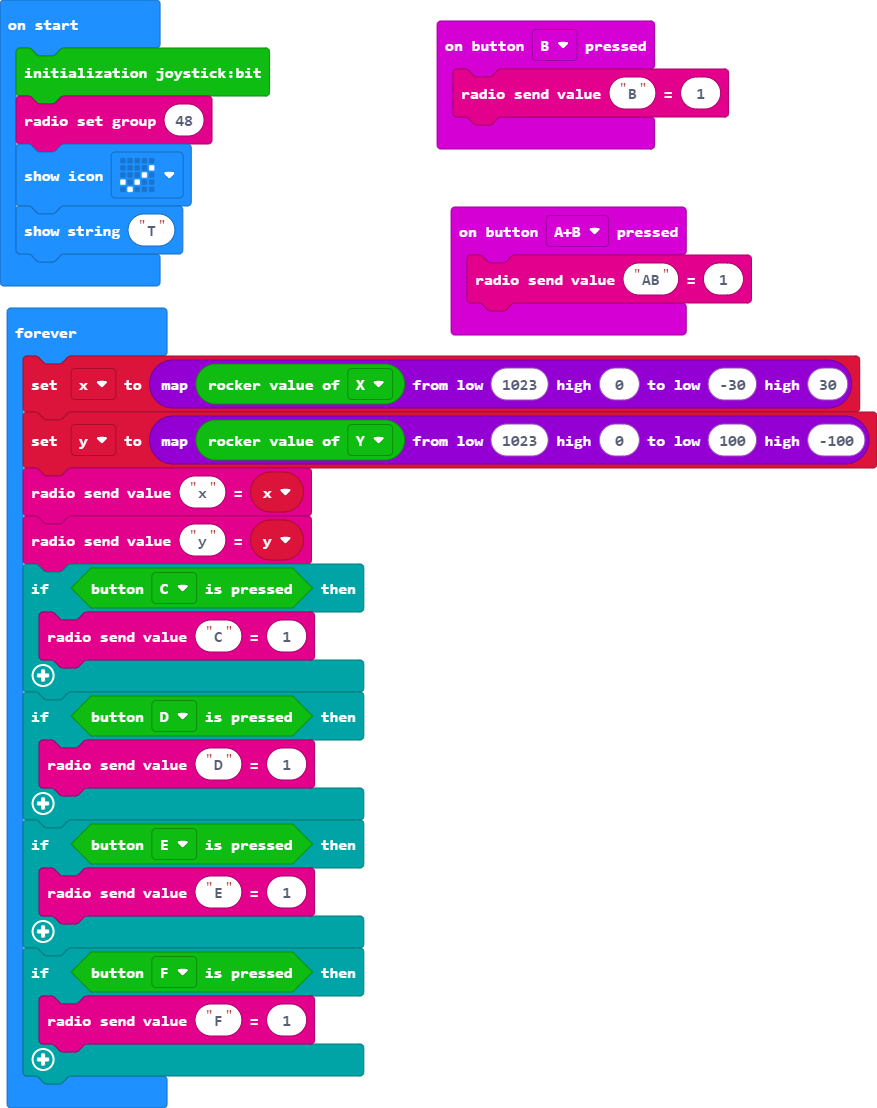 on start
initialization joystick:bit
radio set group 48
show icon
show string "T"
on button B pressed
radio send value "B" = 1
on button A+B pressed
radio send value "AB" = 1
forever
set x to map rocker value of X from low 1023 high 0 to low -30 high 30
set y to map rocker value of Y from low 1023 high 0 to low 100 high -100
radio send value "x" = x
radio send value "y" = y
if button C is pressed then
radio send value "C" = 1
if button D is pressed then
radio send value "D" = 1
if button E is pressed then
radio send value "E" = 1
if button F is pressed then
radio send value "F" = 1